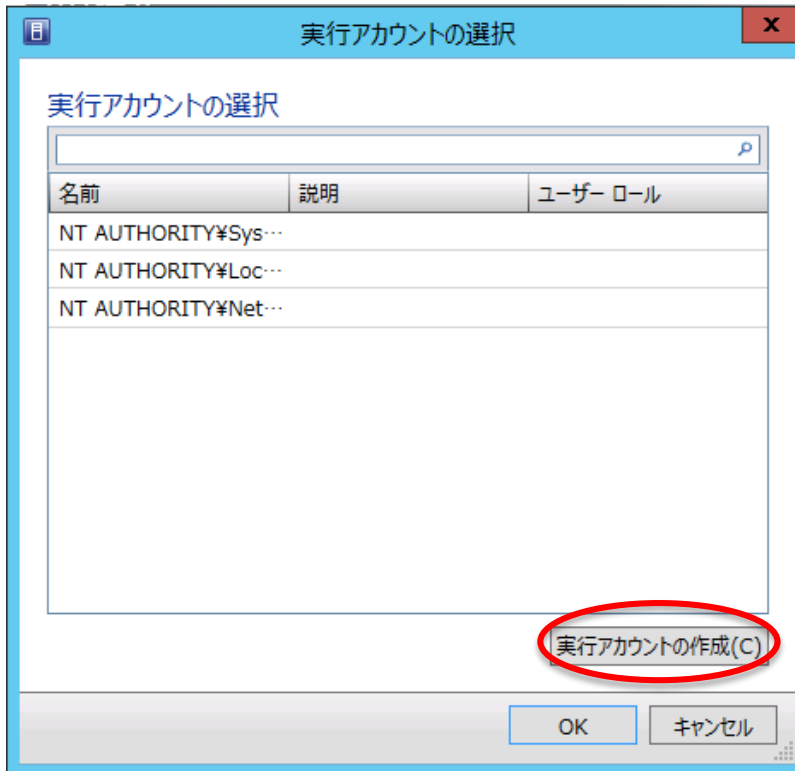 実行アカウントの選択
x
実行アカウントの選択
名前 説明 ユーザー ロール
NT AUTHORITY¥Sys…
NT AUTHORITY¥Loc…
NT AUTHORITY¥Net…
実行アカウントの作成(C)
OK キャンセル